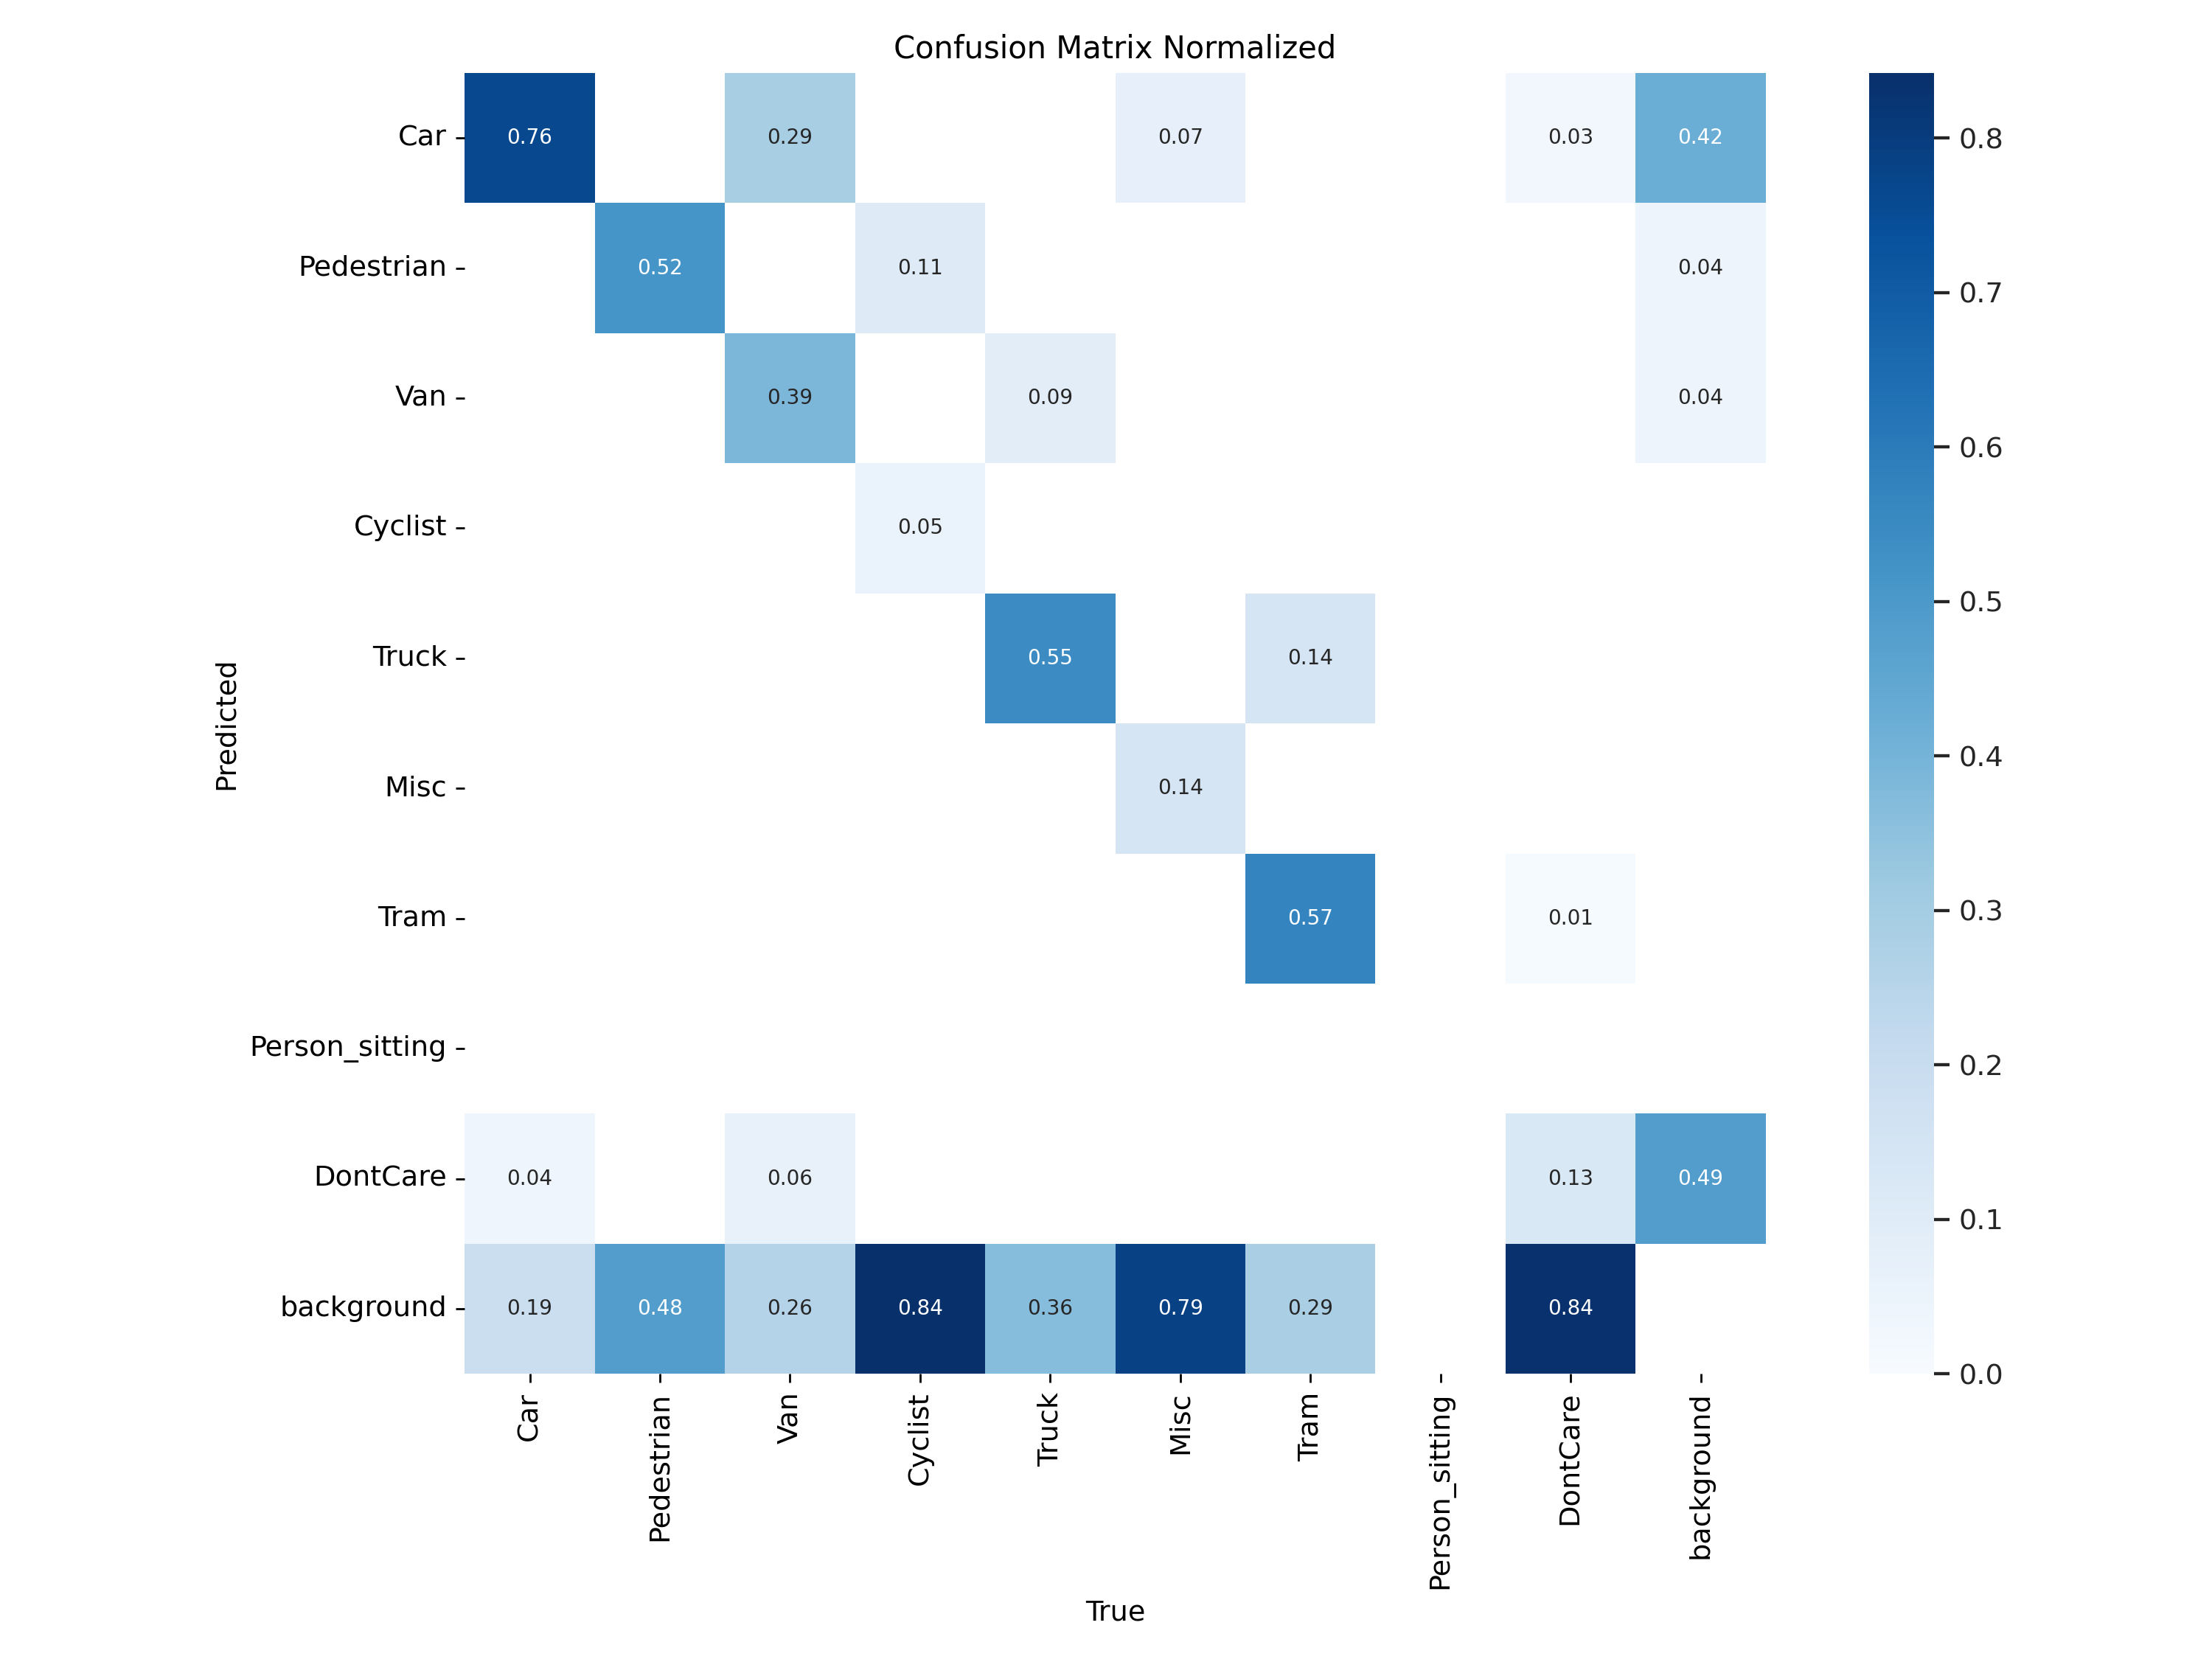 Confusion Matrix Normalized
Car
0.76
0.29
0.07
0.03
0.42
Pedestrian
0.52
0.11
0.04
Van
0.39
0.09
0.04
Cyclist
0.05
Truck
0.55
0.14
Misc
0.14
Tram
0.57
0.01
Person_sitting
DontCare
0.04
0.06
0.13
0.49
background
0.19
0.48
0.26
0.84
0.36
0.79
0.29
0.84
Predicted
Car
Pedestrian
Van
Cyclist
Truck
Misc
Tram
Person_sitting
DontCare
background
True
0.8
0.7
0.6
0.5
0.4
0.3
0.2
0.1
0.0